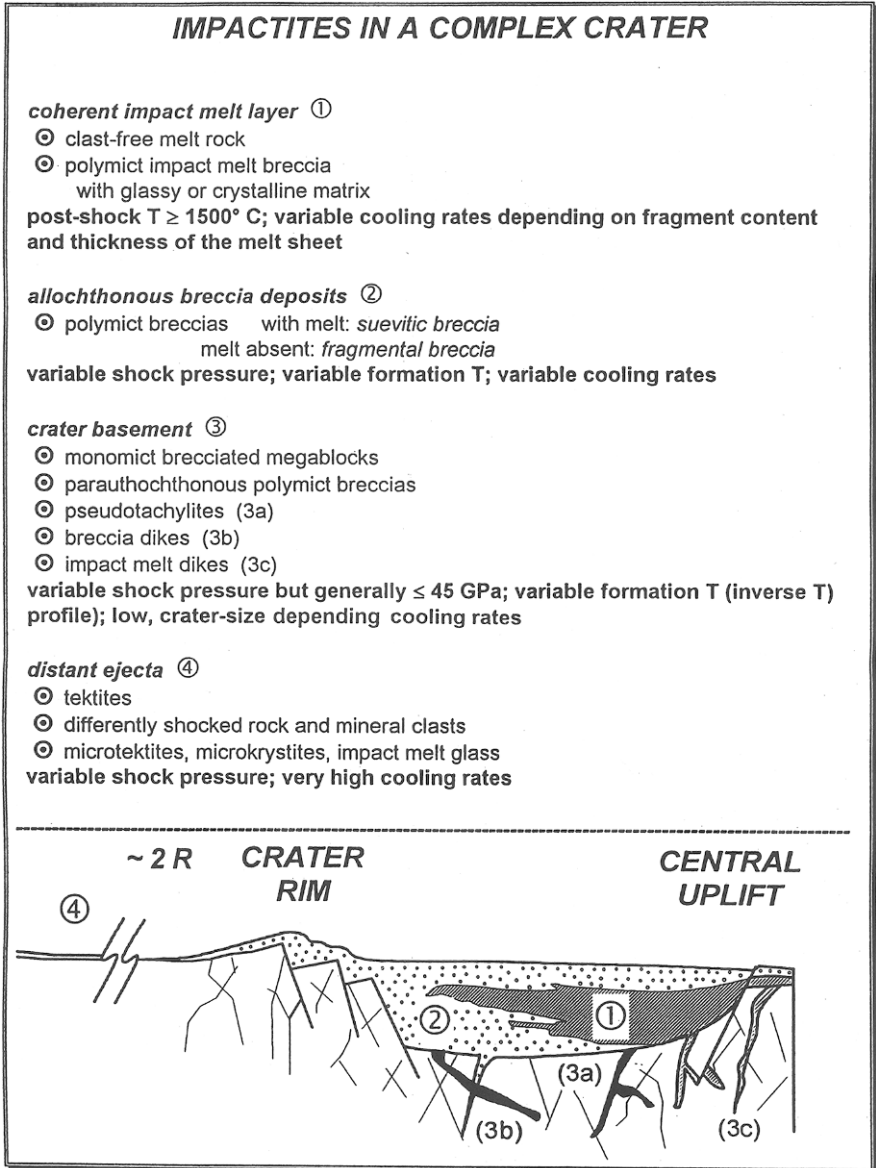 IMPACTITES IN A COMPLEX CRATER
coherent impact melt layer ①
⊙ clast-free melt rock
⊙ polymict impact melt breccia
with glassy or crystalline matrix
post-shock T ≥ 1500° C; variable cooling rates depending on fragment content
and thickness of the melt sheet
allochthonous breccia deposits ②
⊙ polymict breccias with melt: suevitic breccia
melt absent: fragmental breccia
variable shock pressure; variable formation T; variable cooling rates
crater basement ③
⊙ monomict brecciated megablocks
⊙ parauthochthonous polymict breccias
⊙ pseudotachylites (3a)
⊙ breccia dikes (3b)
⊙ impact melt dikes (3c)
variable shock pressure but generally ≤ 45 GPa; variable formation T (inverse T)
profile); low, crater-size depending cooling rates
distant ejecta ④
⊙ tektites
⊙ differently shocked rock and mineral clasts
⊙ microtektites, microkrystites, impact melt glass
variable shock pressure; very high cooling rates
~ 2 R CRATER CENTRAL
RIM UPLIFT
④
② ①
(3a)
(3b) (3c)